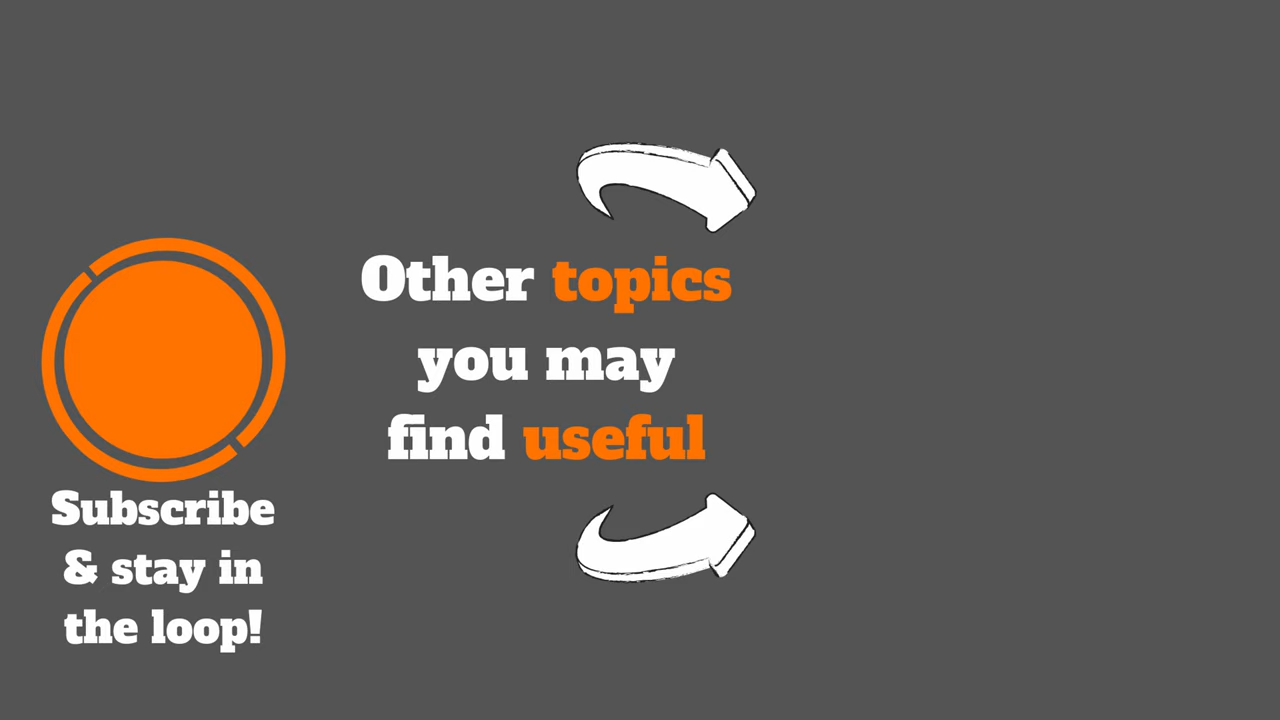 Other topics
you may
find useful
Subscribe
& stay in
the loop!